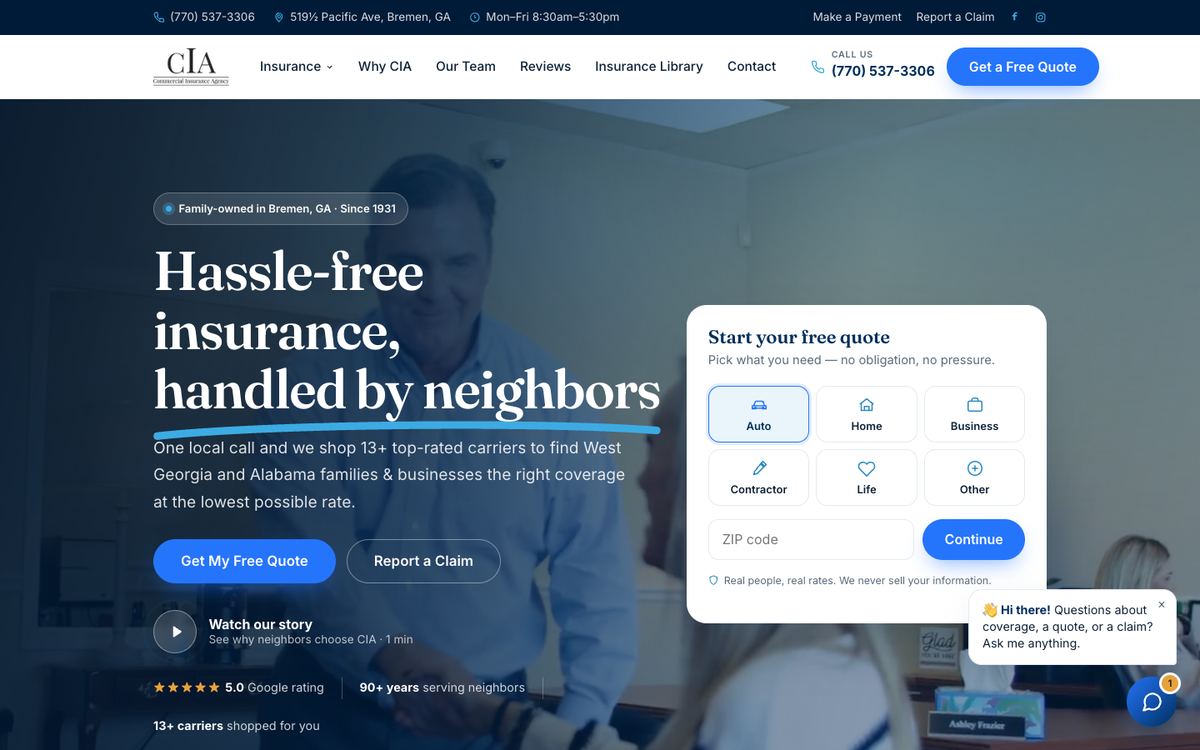 (770) 537-3306
519½ Pacific Ave, Bremen, GA
Mon–Fri 8:30am–5:30pm
Make a Payment
Report a Claim
CIA
Commercial Insurance Agency
Insurance
Why CIA
Our Team
Reviews
Insurance Library
Contact
CALL US
(770) 537-3306
Get a Free Quote
Family-owned in Bremen, GA · Since 1931
Hassle-free
insurance,
handled by neighbors
One local call and we shop 13+ top-rated carriers to find West
Georgia and Alabama families & businesses the right coverage
at the lowest possible rate.
Get My Free Quote
Report a Claim
Watch our story
See why neighbors choose CIA · 1 min
★★★★★ 5.0 Google rating
90+ years serving neighbors
13+ carriers shopped for you
Start your free quote
Pick what you need — no obligation, no pressure.
Auto
Home
Business
Contractor
Life
Other
ZIP code
Continue
Real people, real rates. We never sell your information.
👋 Hi there! Questions about
coverage, a quote, or a claim?
Ask me anything.
×
1
Glad
Ashley Frazier